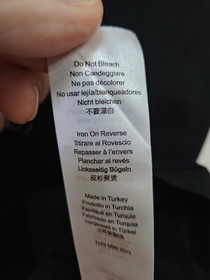 Do Not Bleach
Non Candeggiare
Ne pas décolorer
No usar lejía/blanqueadores
Nicht bleichen
不要漂白
Iron On Reverse
Stirare al Rovescio
Repasser à l'envers
Planchar al revés
Linksseitig Bügeln
反衫熨烫
Made in Turkey
Prodotto in Turchia
Fabriqué en Turquie
Fabricado en Turquía
Hergestellt in Türkei